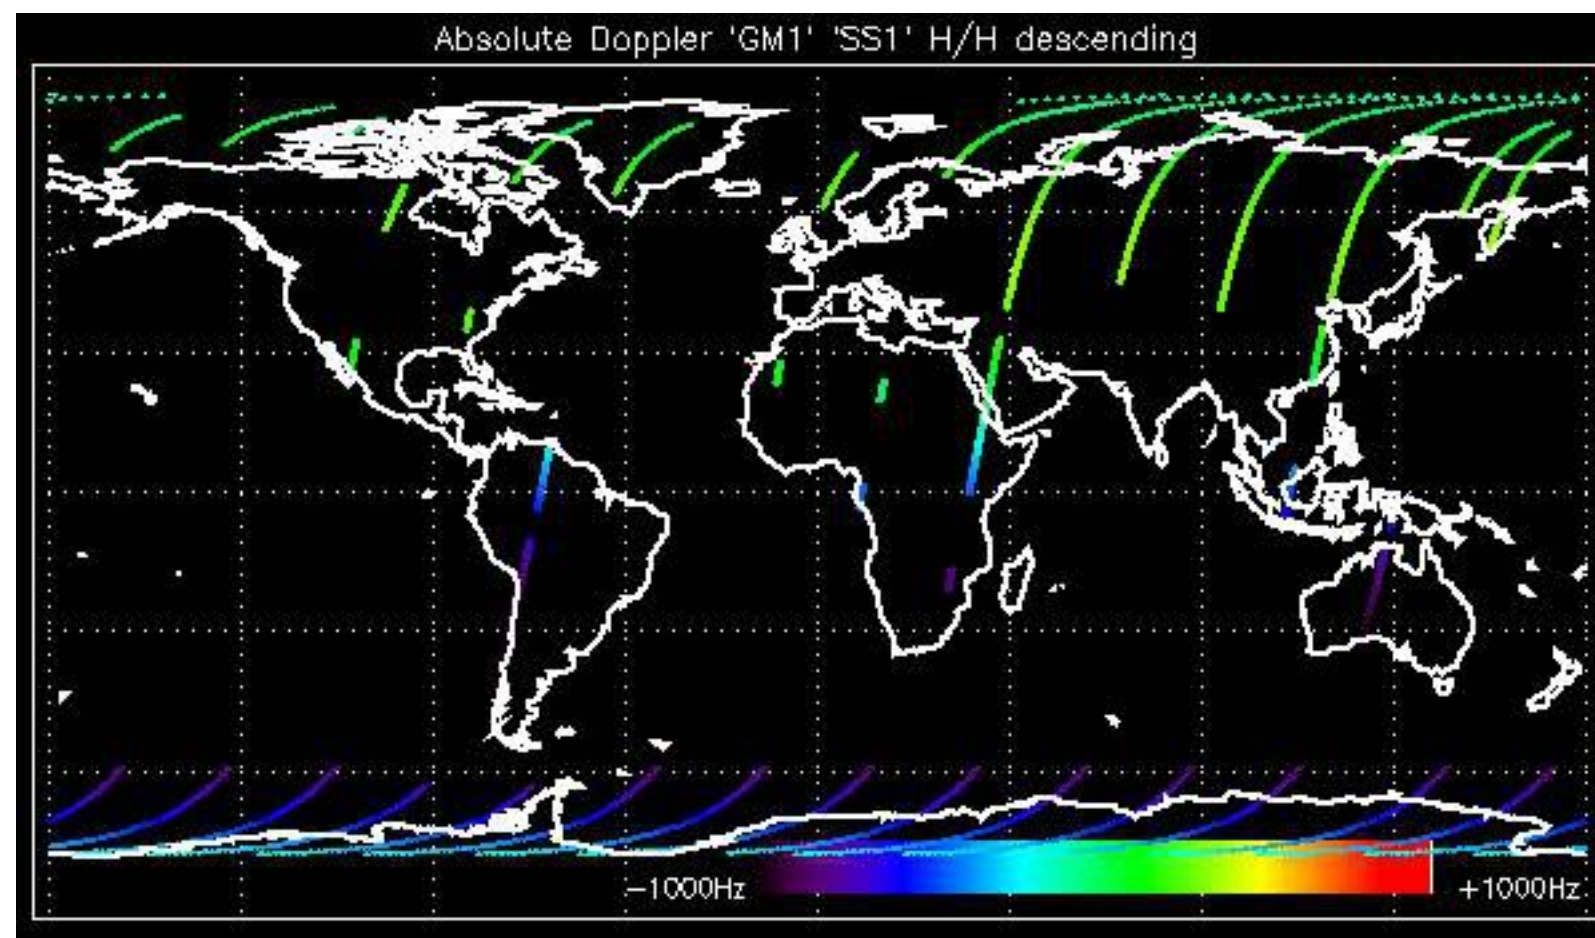 Absolute Doppler 'GM1' 'SS1' H/H descending
−1000Hz
+1000Hz